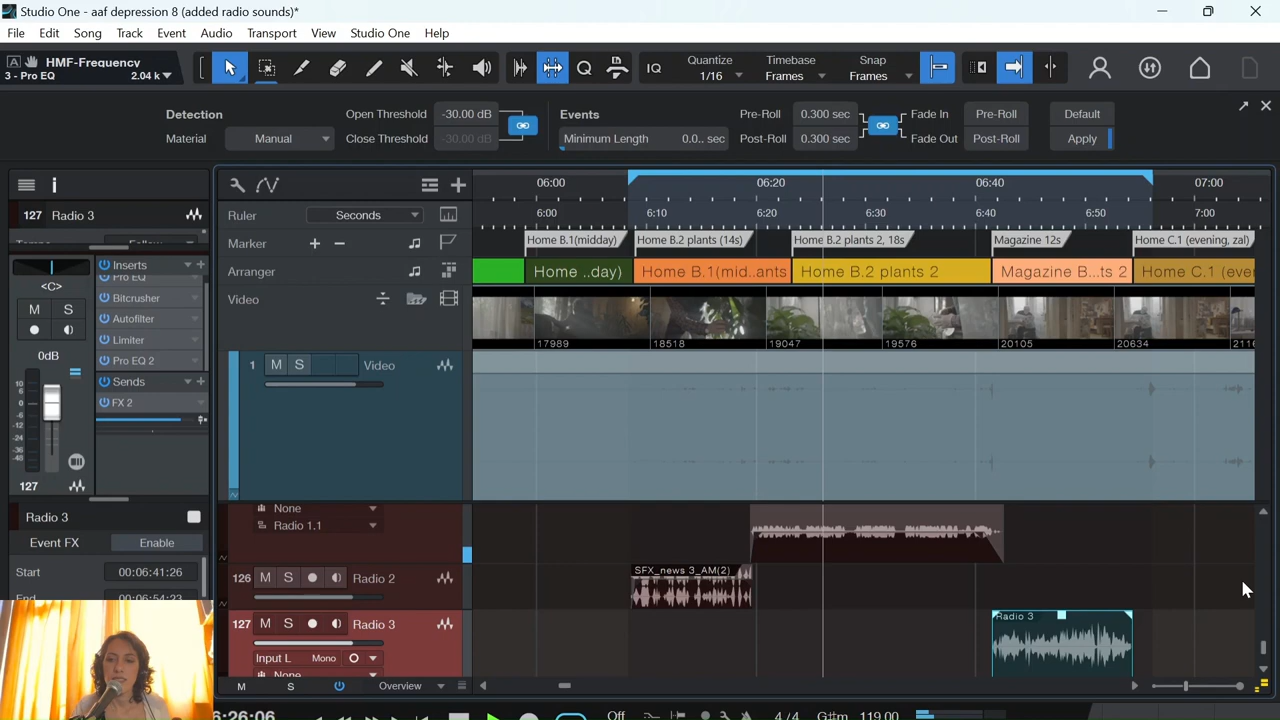 Studio One - aaf depression 8 (added radio sounds)*
File Edit Song Track Event Audio Transport View Studio One Help
A HMF-Frequency
3 - Pro EQ 2.04 k
IQ Quantize 1/16 Timebase Frames Snap Frames
Detection Open Threshold -30.00 dB Events Pre-Roll 0.300 sec Fade In Pre-Roll Default
Material Manual Close Threshold -30.00 dB Minimum Length 0.0.. sec Post-Roll 0.300 sec Fade Out Post-Roll Apply
06:00 06:20 06:40 07:00
127 Radio 3 Ruler Seconds 6:00 6:10 6:20 6:30 6:40 6:50 7:00
Marker Home B.1(midday) Home B.2 plants (14s) Home B.2 plants 2, 18s Magazine 12s Home C.1 (evening, zal)
Inserts
Pro EQ
Arranger Home ..day) Home B.1(mid..ants Home B.2 plants 2 Magazine B...ts 2 Home C.1 (even
<C>
Bitcrusher
Video
M S
Autofilter
Limiter
17989 18518 19047 19576 20105 20634
0dB
Pro EQ 2
1 M S Video
Sends
FX 2
10
6
0
-6
-12
-24
-36
-50
127
None
Radio 3
Radio 1.1
Event FX Enable
Start 00:06:41:26
126 M S Radio 2
SFX_news 3_AM(2)
End 00:06:54:23
127 M S Radio 3
Radio 3
Input L Mono
None
M S Overview
6:26:06 Off 4/4 G#m 119.00